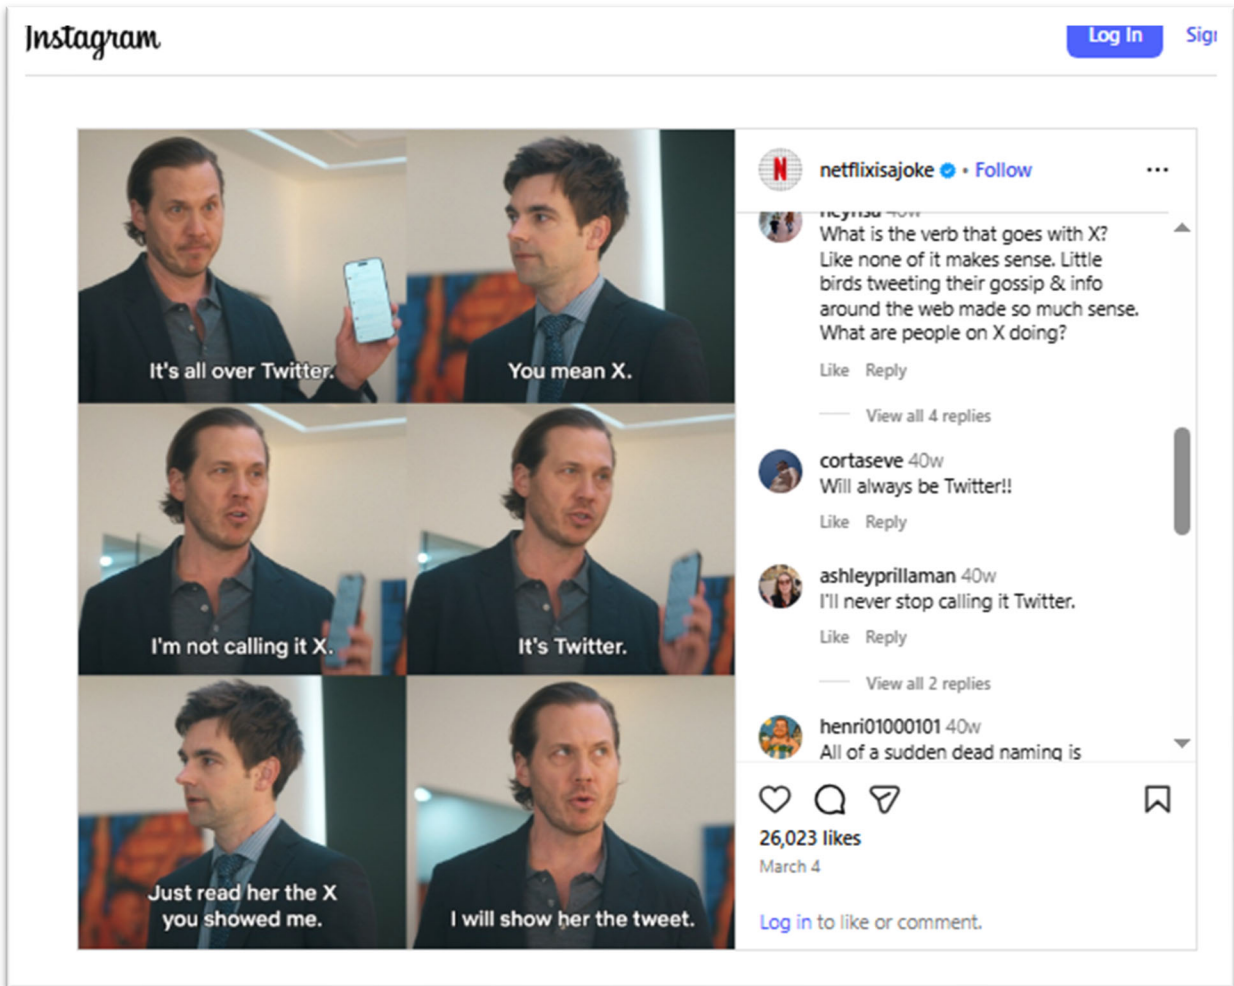 Instagram
Log In
It's all over Twitter.
You mean X.
I'm not calling it X.
It's Twitter.
Just read her the X
you showed me.
I will show her the tweet.
N
netflixisajoke • Follow
40w
What is the verb that goes with X?
Like none of it makes sense. Little
birds tweeting their gossip & info
around the web made so much sense.
What are people on X doing?
Like Reply
View all 4 replies
cortaseve 40w
Will always be Twitter!!
Like Reply
ashleyprillaman 40w
I'll never stop calling it Twitter.
Like Reply
View all 2 replies
henri01000101 40w
All of a sudden dead naming is
26,023 likes
March 4
Log in to like or comment.